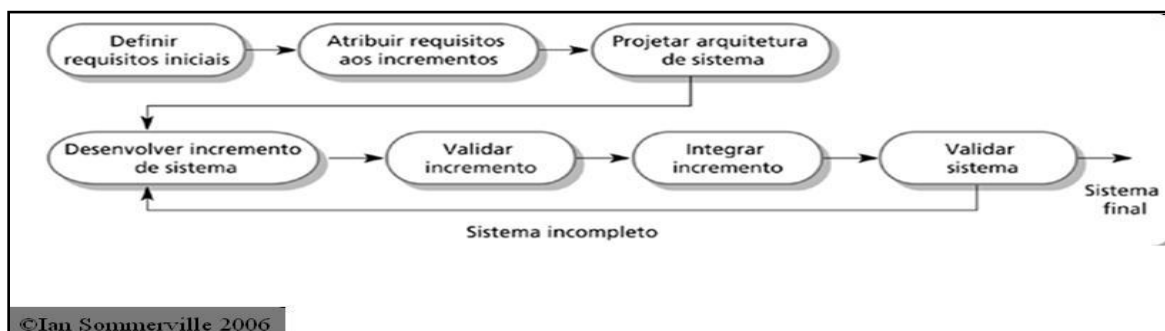 Definir
requisitos iniciais
Atribuir requisitos
aos incrementos
Projetar arquitetura
de sistema
Desenvolver incremento
de sistema
Validar
incremento
Integrar
incremento
Validar
sistema
Sistema
final
Sistema incompleto
©Ian Sommerville 2006